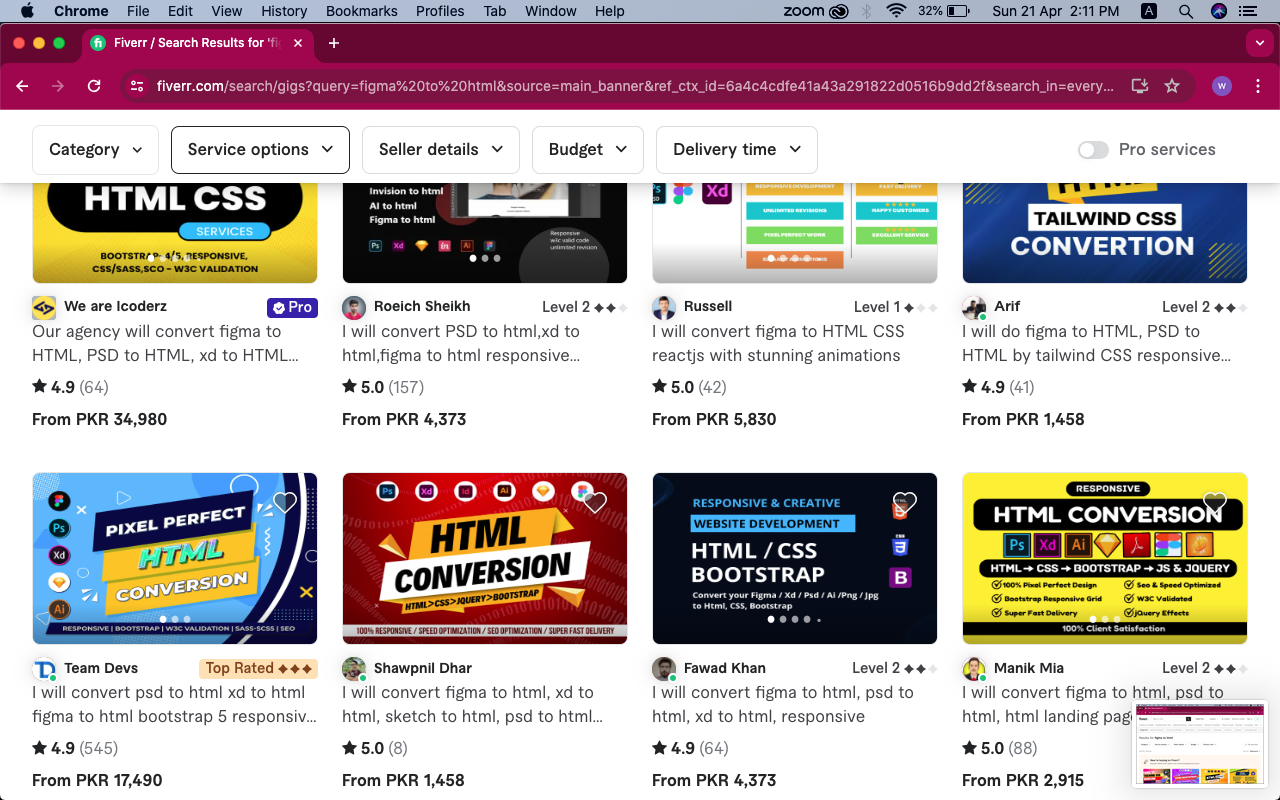 Chrome File Edit View History Bookmarks Profiles Tab Window Help zoom 32% Sun 21 Apr 2:11 PM A
Fiverr / Search Results for 'fi
fiverr.com/search/gigs?query=figma%20to%20html&source=main_banner&ref_ctx_id=6a4c4cdfe41a43a291822d0516b9dd2f&search_in=every... W
Category Service options Seller details Budget Delivery time Pro services
HTML CSS
SERVICES
BOOTSTRAP 4/5, RESPONSIVE,
CSS/SASS,SCO - W3C VALIDATION
Invision to html
AI to html
Figma to html
Ps Xd in Ai
Responsive
w3c valid code
unlimited revision
Xd
RESPONSIVE DEVELOPMENT FAST DELIVERY
UNLIMITED REVISIONS HAPPY CUSTOMERS
PIXEL PERFECT WORK EXCELLENT SERVICE
HTML
TAILWIND CSS
CONVERTION
We are Icoderz Pro
Our agency will convert figma to
HTML, PSD to HTML, xd to HTML...
4.9 (64)
From PKR 34,980
Roeich Sheikh Level 2
I will convert PSD to html,xd to
html,figma to html responsive...
5.0 (157)
From PKR 4,373
Russell Level 1
I will convert figma to HTML CSS
reactjs with stunning animations
5.0 (42)
From PKR 5,830
Arif Level 2
I will do figma to HTML, PSD to
HTML by tailwind CSS responsive...
4.9 (41)
From PKR 1,458
Ps
Xd
Ai
PIXEL PERFECT
HTML
CONVERSION
RESPONSIVE | BOOTSTRAP | W3C VALIDATION | SASS-SCSS | SEO
Ps Xd Id Ai
HTML
CONVERSION
HTML>CSS>JQUERY>BOOTSTRAP
100% RESPONSIVE / SPEED OPTIMIZATION / SEO OPTIMIZATION / SUPER FAST DELIVERY
RESPONSIVE & CREATIVE
WEBSITE DEVELOPMENT
HTML / CSS
BOOTSTRAP
Convert your Figma / Xd / Psd / Ai /Png / Jpg
to Html, CSS, Bootstrap
HTML
CSS
B
RESPONSIVE
HTML CONVERSION
Ps Xd Ai
HTML → CSS → BOOTSTRAP → JS & JQUERY
100% Pixel Perfect Design Seo & Speed Optimized
Bootstrap Responsive Grid W3C Validated
Super Fast Delivery jQuery Effects
100% Client Satisfaction
Team Devs Top Rated
I will convert psd to html xd to html
figma to html bootstrap 5 responsiv...
4.9 (545)
From PKR 17,490
Shawpnil Dhar
I will convert figma to html, xd to
html, sketch to html, psd to html...
5.0 (8)
From PKR 1,458
Fawad Khan Level 2
I will convert figma to html, psd to
html, xd to html, responsive
4.9 (64)
From PKR 4,373
Manik Mia Level 2
I will convert figma to html, psd to
html, html landing page
5.0 (88)
From PKR 2,915